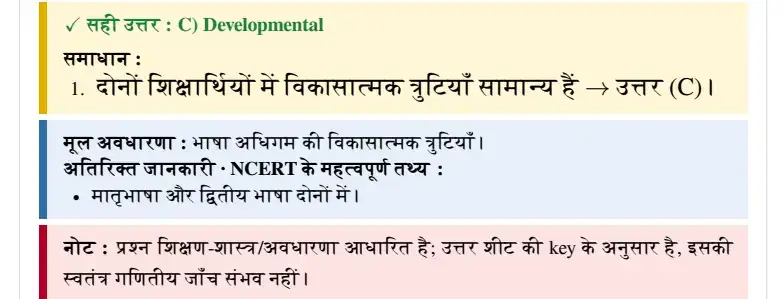 ✓ सही उत्तर : C) Developmental
समाधान :
1. दोनों शिक्षार्थियों में विकासात्मक त्रुटियाँ सामान्य हैं → उत्तर (C)।
मूल अवधारणा : भाषा अधिगम की विकासात्मक त्रुटियाँ।
अतिरिक्त जानकारी · NCERT के महत्वपूर्ण तथ्य :
• मातृभाषा और द्वितीय भाषा दोनों में।
नोट : प्रश्न शिक्षण-शास्त्र/अवधारणा आधारित है; उत्तर शीट की key के अनुसार है, इसकी
स्वतंत्र गणितीय जाँच संभव नहीं।